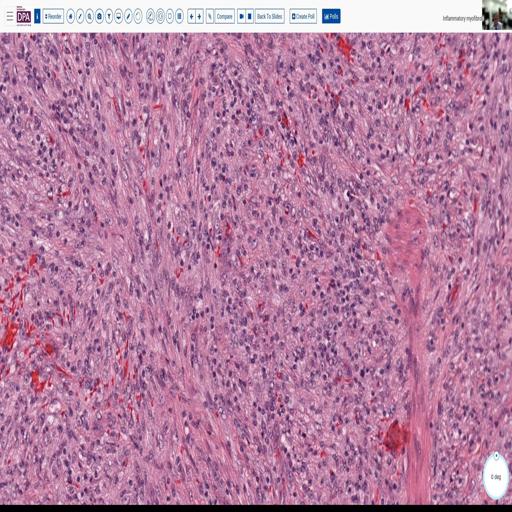 DPA
Reorder
Compare
Back To Slides
Create Poll
Polls
Inflammatory myofibro
0 deg